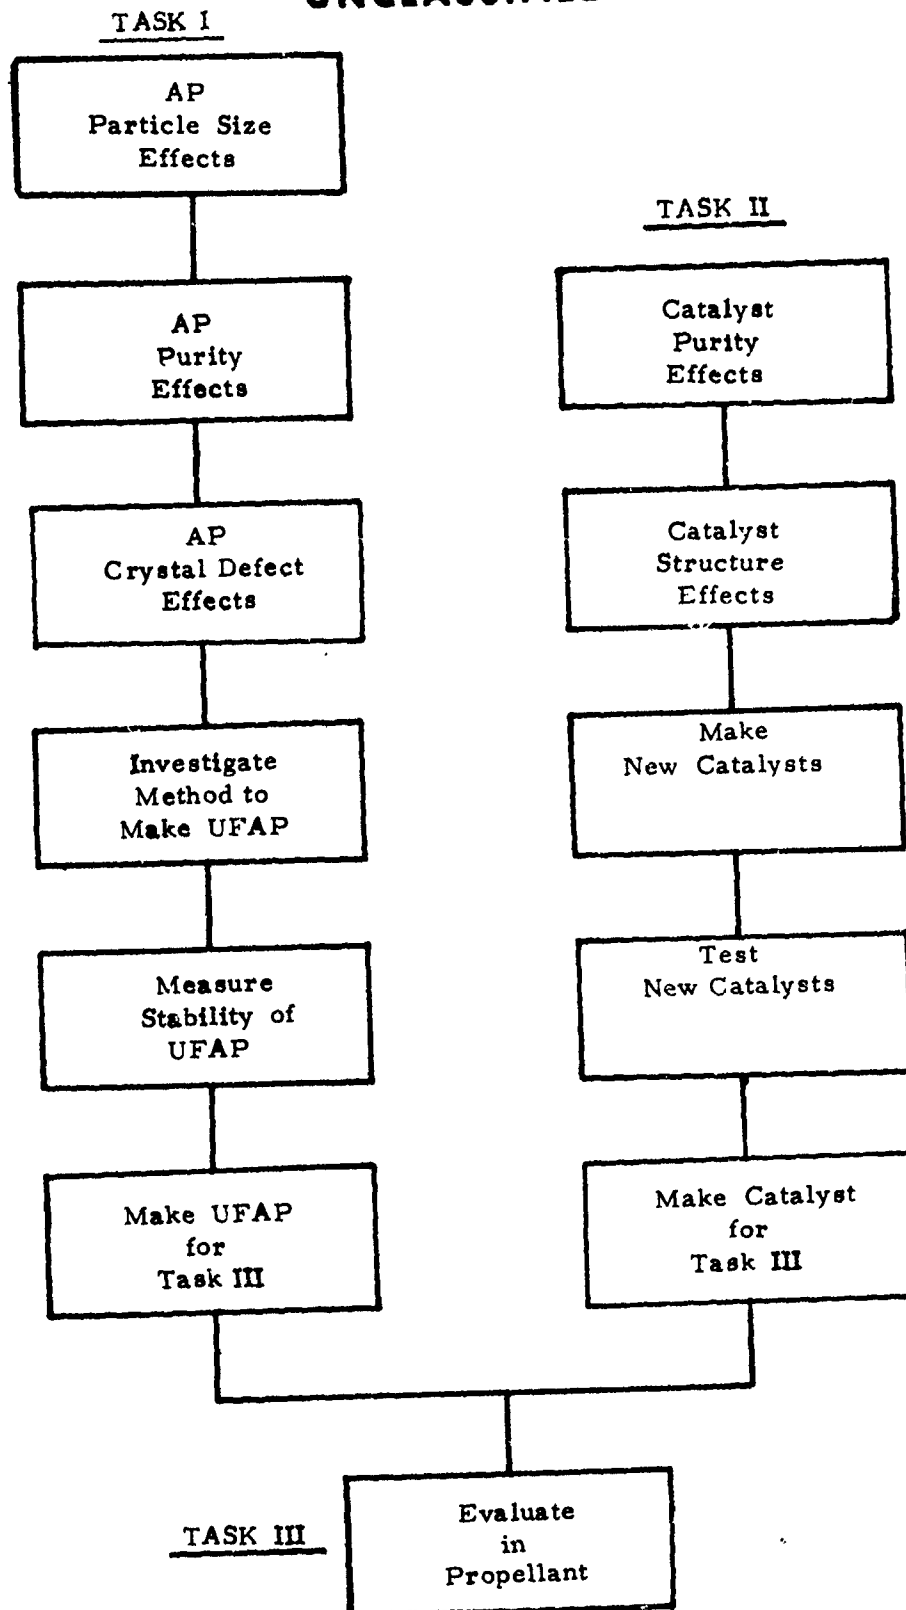 TASK I
AP
Particle Size
Effects
AP
Purity
Effects
AP
Crystal Defect
Effects
Investigate
Method to
Make UFAP
Measure
Stability of
UFAP
Make UFAP
for
Task III
TASK II
Catalyst
Purity
Effects
Catalyst
Structure
Effects
Make
New Catalysts
Test
New Catalysts
Make Catalyst
for
Task III
TASK III
Evaluate
in
Propellant